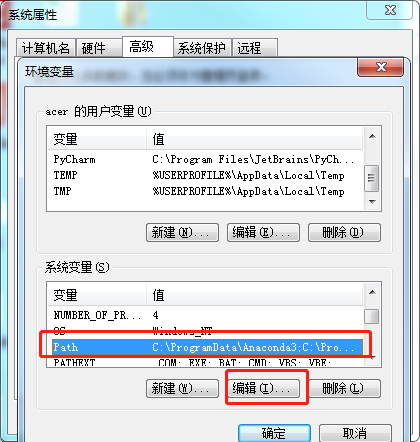 系统属性
计算机名 硬件 高级 系统保护 远程
环境变量
acer 的用户变量(U)
变量 值
PyCharm C:\Program Files\JetBrains\PyCh...
TEMP %USERPROFILE%\AppData\Local\Temp
TMP %USERPROFILE%\AppData\Local\Temp
新建(N)... 编辑(E)... 删除(D)
系统变量(S)
变量 值
NUMBER_OF_PR... 4
OS Windows_NT
Path C:\ProgramData\Anaconda3;C:\Pro...
PATHEXT .COM;.EXE;.BAT;.CMD;.VBS;.VBE;
新建(W)... 编辑(I)... 删除(L)
确定 取消